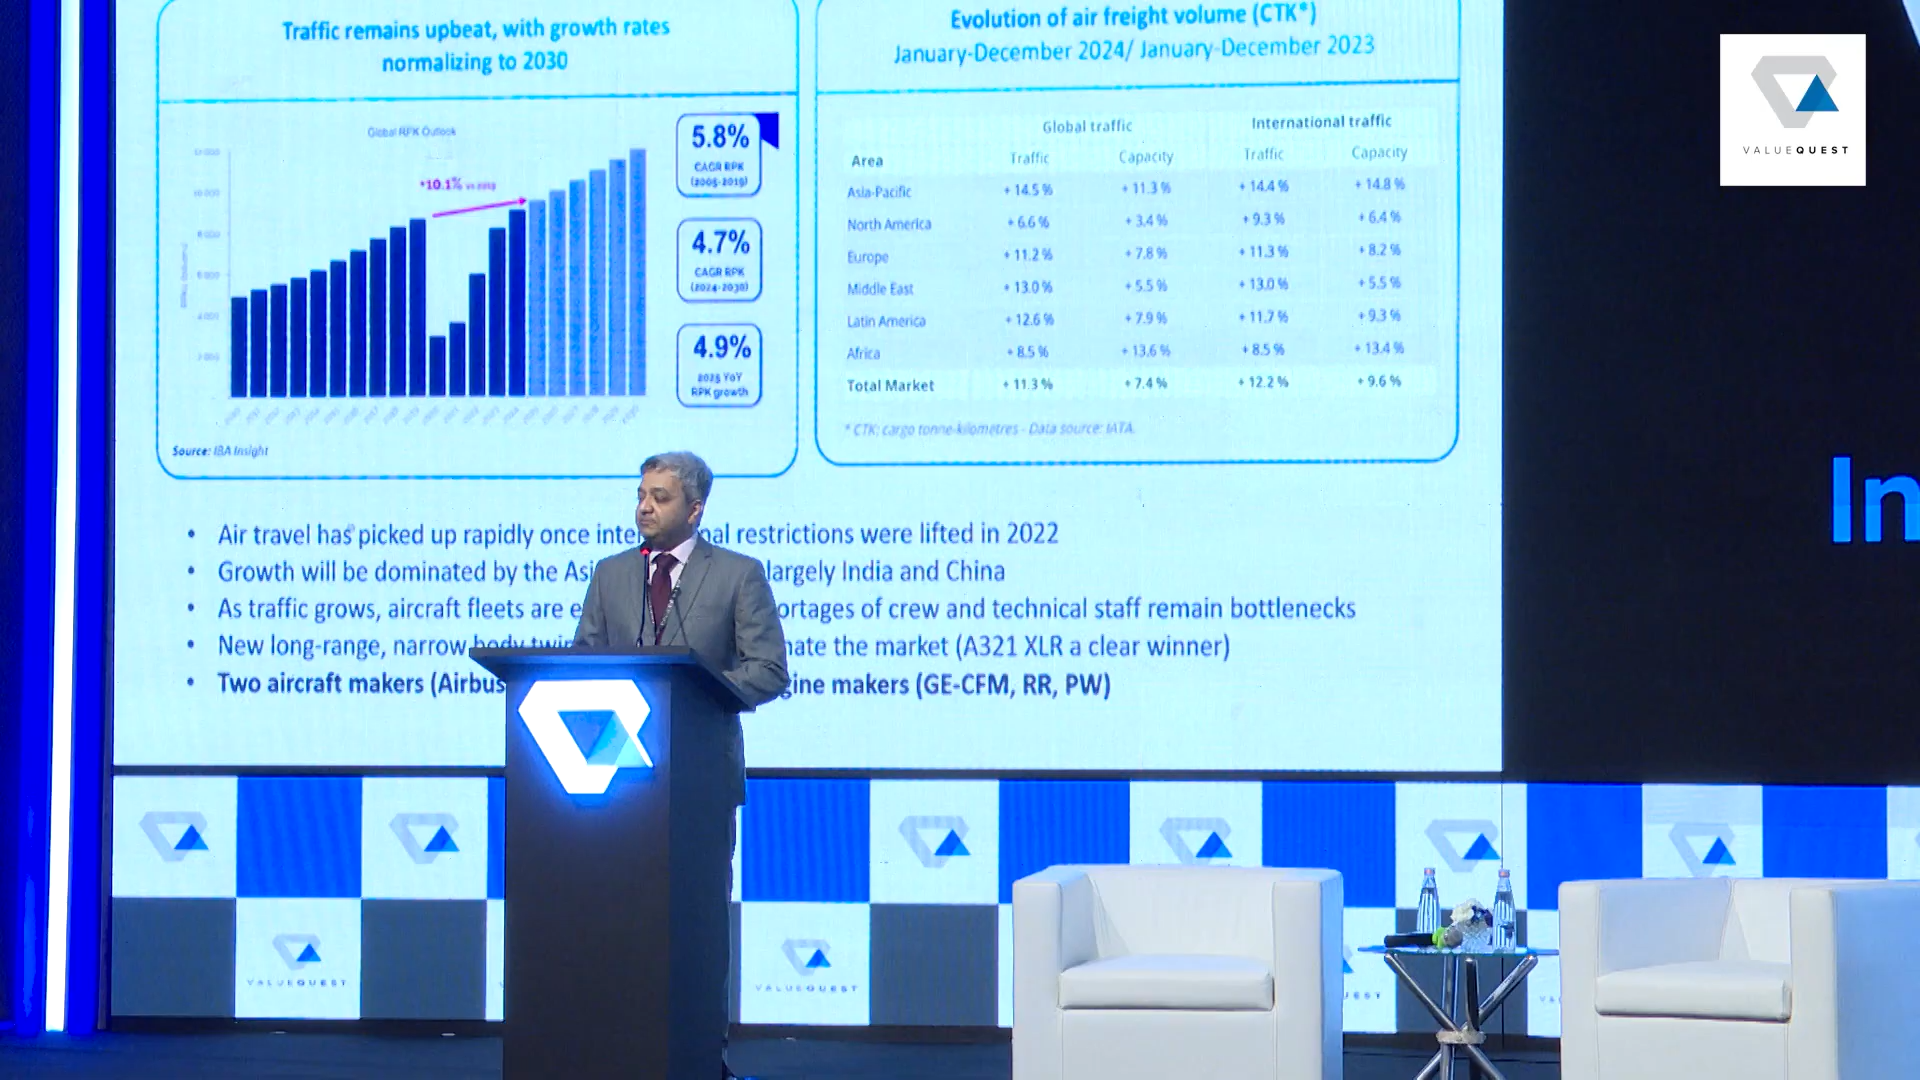 Traffic remains upbeat, with growth rates
normalizing to 2030
Global RPK Outlook
+10.1% vs 2019
5.8%
CAGR RPK
(2005-2019)
4.7%
CAGR RPK
(2024-2030)
4.9%
2025 YoY
RPK growth
Source: IBA Insight
Evolution of air freight volume (CTK*)
January-December 2024/ January-December 2023
Global traffic International traffic
Area Traffic Capacity Traffic Capacity
Asia-Pacific + 14.5 % + 11.3 % + 14.4 % + 14.8 %
North America + 6.6 % + 3.4 % + 9.3 % + 6.4 %
Europe + 11.2 % + 7.8 % + 11.3 % + 8.2 %
Middle East + 13.0 % + 5.5 % + 13.0 % + 5.5 %
Latin America + 12.6 % + 7.9 % + 11.7 % + 9.3 %
Africa + 8.5 % + 13.6 % + 8.5 % + 13.4 %
Total Market + 11.3 % + 7.4 % + 12.2 % + 9.6 %
* CTK: cargo tonne-kilometres - Data source: IATA.
• Air travel has picked up rapidly once inte nal restrictions were lifted in 2022
• Growth will be dominated by the Asi largely India and China
• As traffic grows, aircraft fleets are e ortages of crew and technical staff remain bottlenecks
• New long-range, narrow body twin nate the market (A321 XLR a clear winner)
• Two aircraft makers (Airbus gine makers (GE-CFM, RR, PW)
VALUEQUEST
In
VALUEQUEST
VALUEQUEST